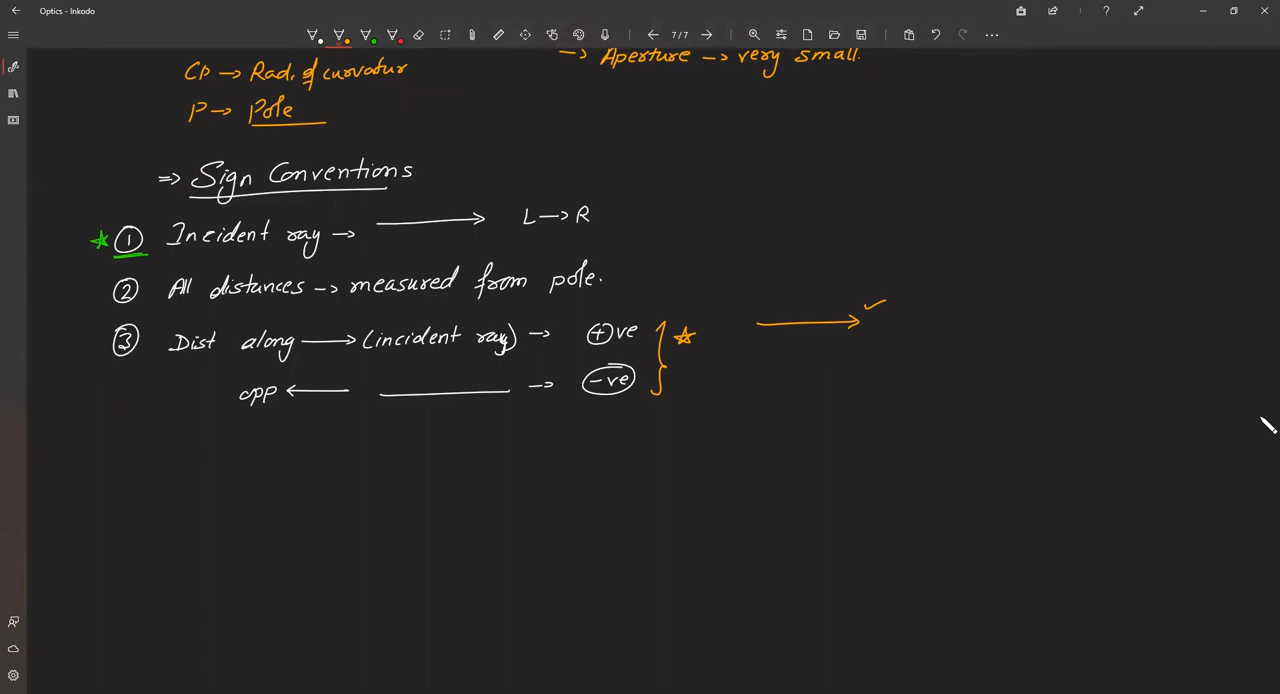 Optics - Inkodo
7/7
→ Aperture → very small.
CP → Rad. of curvatur
P → Pole
⇒ Sign Conventions
① Incident ray → L → R
② All distances → measured from pole.
③ Dist along → (incident ray) → +ve
opp ← → -ve